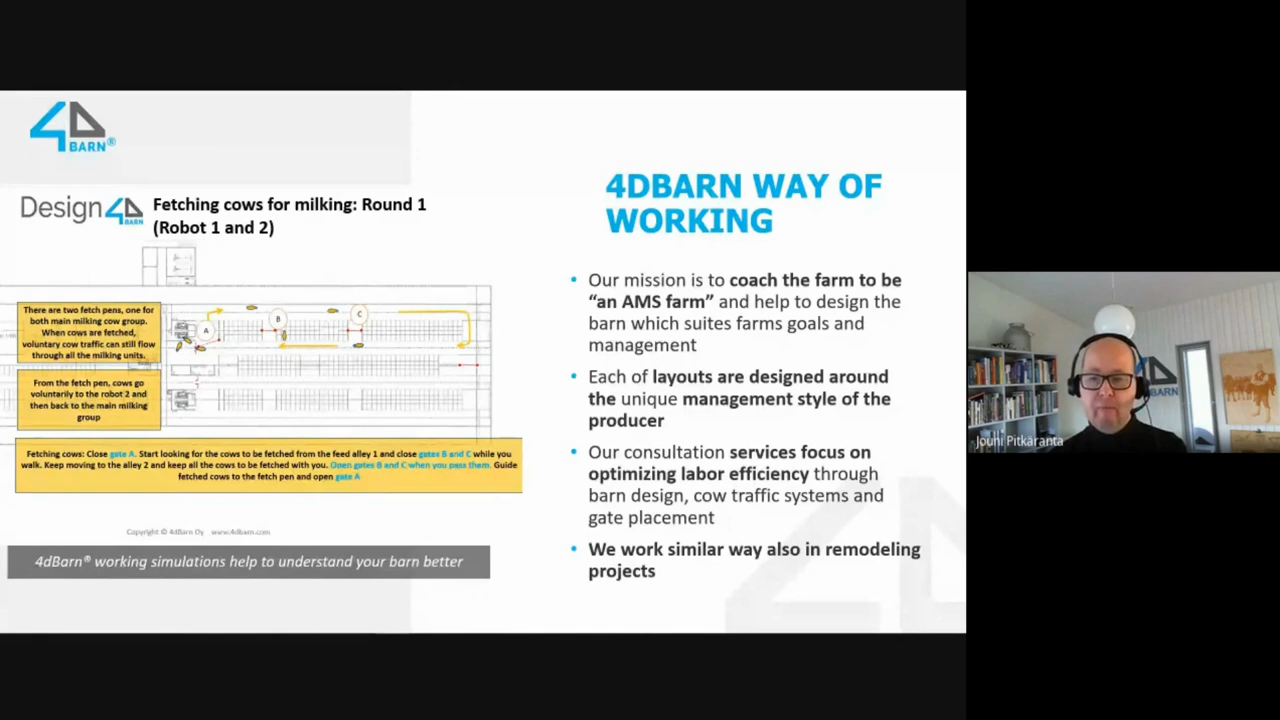 4D
BARN®
Design4D
BARN
Fetching cows for milking: Round 1
(Robot 1 and 2)
There are two fetch pens, one for
both main milking cow group.
When cows are fetched,
voluntary cow traffic can still flow
through all the milking units.
From the fetch pen, cows go
voluntarily to the robot 2 and
then back to the main milking
group
A
B
C
Fetching cows: Close gate A. Start looking for the cows to be fetched from the feed alley 1 and close gates B and C while you
walk. Keep moving to the alley 2 and keep all the cows to be fetched with you. Open gates B and C when you pass them. Guide
fetched cows to the fetch pen and open gate A
Copyright © 4dBarn Oy www.4dbarn.com
4dBarn® working simulations help to understand your barn better
4DBARN WAY OF
WORKING
• Our mission is to coach the farm to be
“an AMS farm” and help to design the
barn which suites farms goals and
management
• Each of layouts are designed around
the unique management style of the
producer
• Our consultation services focus on
optimizing labor efficiency through
barn design, cow traffic systems and
gate placement
• We work similar way also in remodeling
projects
BARN
Jouni Pitkäranta